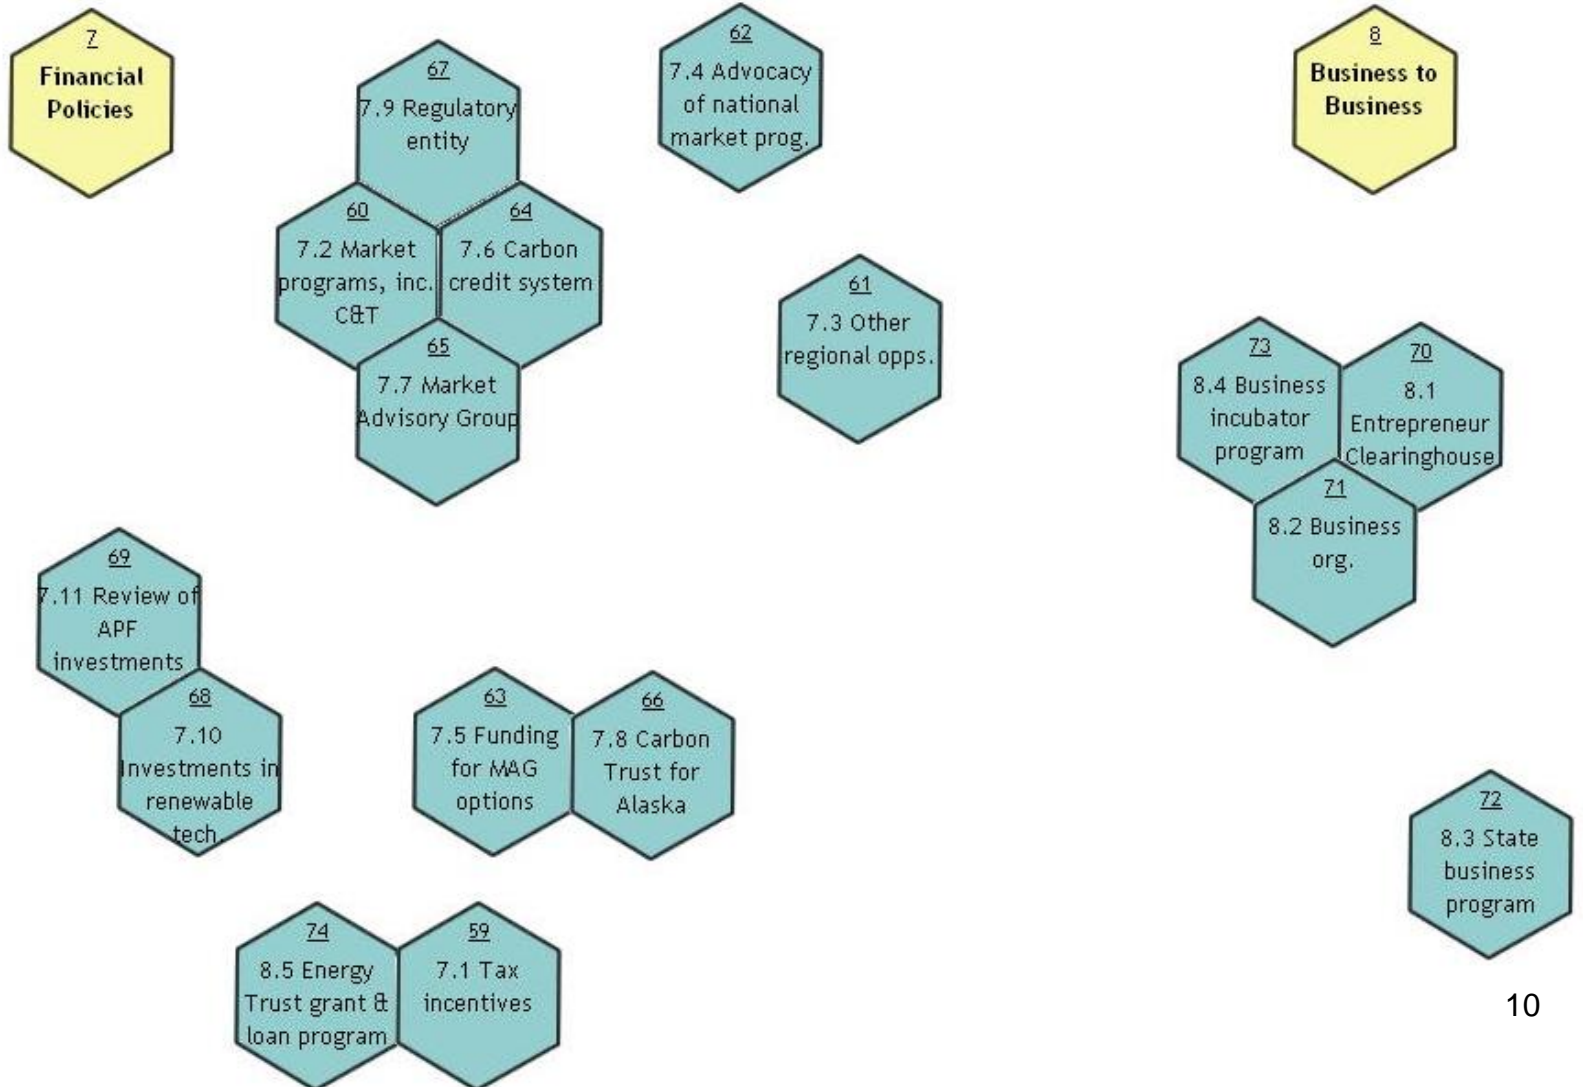 7
Financial
Policies
67
7.9 Regulatory
entity
62
7.4 Advocacy
of national
market prog.
8
Business to
Business
60
7.2 Market
programs, inc.
C&T
64
7.6 Carbon
credit system
65
7.7 Market
Advisory Group
61
7.3 Other
regional opps.
73
8.4 Business
incubator
program
70
8.1
Entrepreneur
Clearinghouse
71
8.2 Business
org.
69
7.11 Review of
APF
investments
68
7.10
Investments in
renewable
tech.
63
7.5 Funding
for MAG
options
66
7.8 Carbon
Trust for
Alaska
72
8.3 State
business
program
74
8.5 Energy
Trust grant &
loan program
59
7.1 Tax
incentives
10